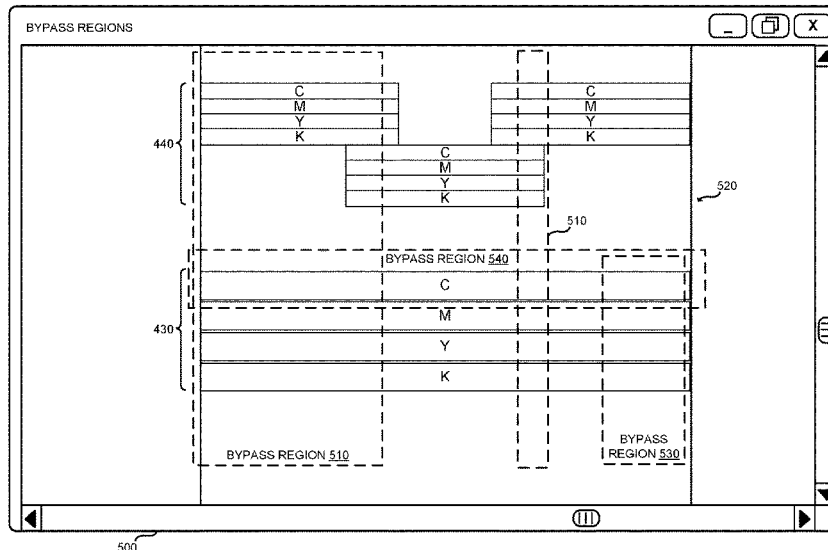 BYPASS REGIONS
_
X
C
M
Y
K
C
M
Y
K
440
C
M
Y
K
520
510
BYPASS REGION 540
C
430
M
Y
K
BYPASS REGION 510
BYPASS
REGION 530
500